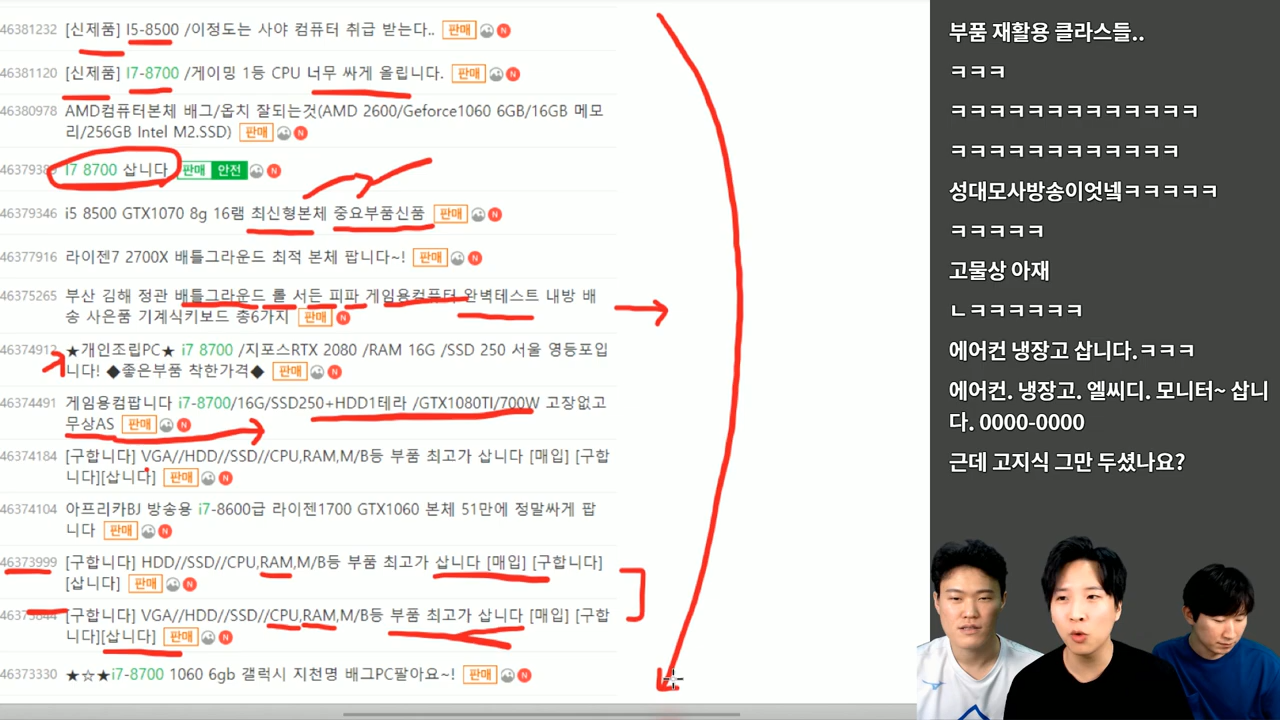 46381232 [신제품] I5-8500 /이정도는 사야 컴퓨터 취급 받는다.. 판매 N
46381120 [신제품] I7-8700 /게이밍 1등 CPU 너무 싸게 올립니다. 판매 N
46380978 AMD컴퓨터본체 배그/옵치 잘되는것(AMD 2600/Geforce1060 6GB/16GB 메모
리/256GB Intel M2.SSD) 판매 N
I7 8700 삽니다 판매 안전 N
46379346 i5 8500 GTX1070 8g 16램 최신형본체 중요부품신품 판매 N
46377916 라이젠7 2700X 배틀그라운드 최적 본체 팝니다~! 판매 N
46375265 부산 김해 정관 배틀그라운드 롤 서든 피파 게임용컴퓨터 완벽테스트 내방 배
송 사은품 기계식키보드 총6가지 판매 N
46374912 ★개인조립PC★ i7 8700 /지포스RTX 2080 /RAM 16G /SSD 250 서울 영등포입
니다! ◆좋은부품 착한가격◆ 판매 N
46374491 게임용컴팝니다 i7-8700/16G/SSD250+HDD1테라 /GTX1080TI/700W 고장없고
무상AS 판매 N
46374184 [구합니다] VGA//HDD//SSD//CPU,RAM,M/B등 부품 최고가 삽니다 [매입] [구합
니다][삽니다] 판매 N
46374104 아프리카BJ 방송용 i7-8600급 라이젠1700 GTX1060 본체 51만에 정말싸게 팝
니다 판매 N
46373999 [구합니다] HDD//SSD//CPU,RAM,M/B등 부품 최고가 삽니다 [매입] [구합니다]
[삽니다] 판매 N
[구합니다] VGA//HDD//SSD//CPU,RAM,M/B등 부품 최고가 삽니다 [매입] [구합
니다][삽니다] 판매 N
46373330 ★☆★i7-8700 1060 6gb 갤럭시 지천명 배그PC팔아요~! 판매 N
부품 재활용 클라스들..
ㅋㅋㅋ
ㅋㅋㅋㅋㅋㅋㅋㅋㅋㅋㅋㅋㅋ
ㅋㅋㅋㅋㅋㅋㅋㅋㅋㅋㅋㅋ
성대모사방송이엇넼ㅋㅋㅋㅋㅋ
ㅋㅋㅋㅋㅋ
고물상 아재
ㄴㅋㅋㅋㅋㅋㅋ
에어컨 냉장고 삽니다.ㅋㅋㅋ
에어컨. 냉장고. 엘씨디. 모니터~ 삽니
다. 0000-0000
근데 고지식 그만 두셨나요?